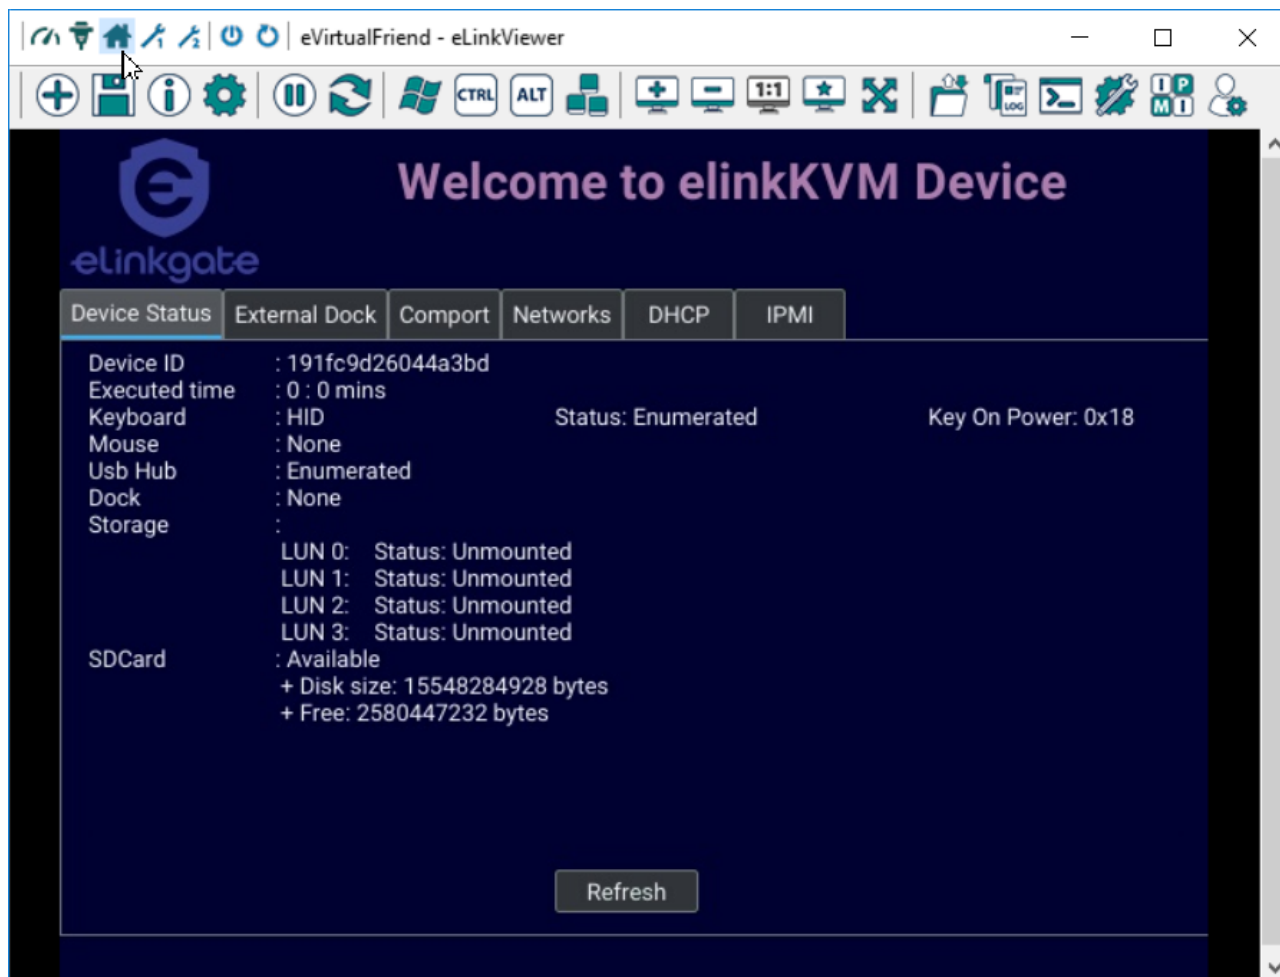 eVirtualFriend - eLinkViewer
CTRL ALT 1:1 LOG IP MI
Welcome to elinkKVM Device
elinkgate
Device Status External Dock Comport Networks DHCP IPMI
Device ID : 191fc9d26044a3bd
Executed time : 0 : 0 mins
Keyboard : HID Status: Enumerated Key On Power: 0x18
Mouse : None
Usb Hub : Enumerated
Dock : None
Storage :
LUN 0: Status: Unmounted
LUN 1: Status: Unmounted
LUN 2: Status: Unmounted
LUN 3: Status: Unmounted
SDCard : Available
+ Disk size: 15548284928 bytes
+ Free: 2580447232 bytes
Refresh